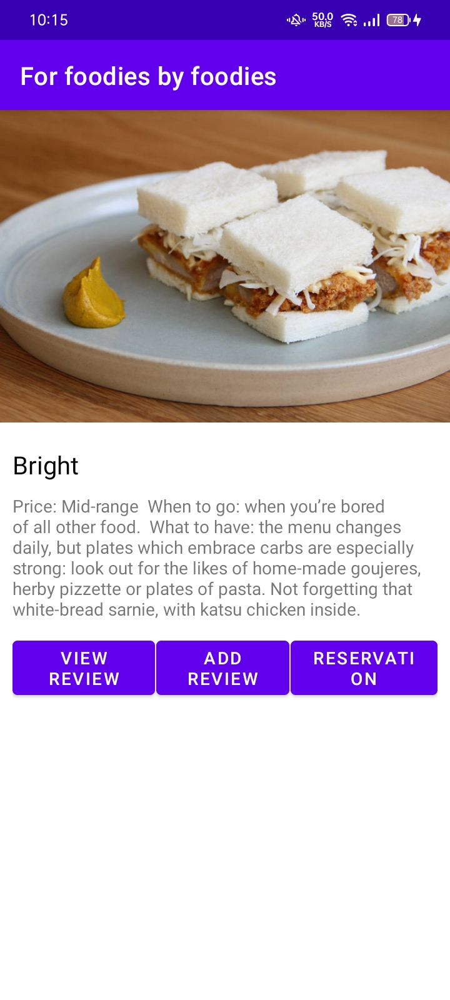 10:15
50.0
KB/S
78
For foodies by foodies
Bright
Price: Mid-range  When to go: when you’re bored
of all other food.  What to have: the menu changes
daily, but plates which embrace carbs are especially
strong: look out for the likes of home-made goujeres,
herby pizzette or plates of pasta. Not forgetting that
white-bread sarnie, with katsu chicken inside.
VIEW
REVIEW
ADD
REVIEW
RESERVATI
ON